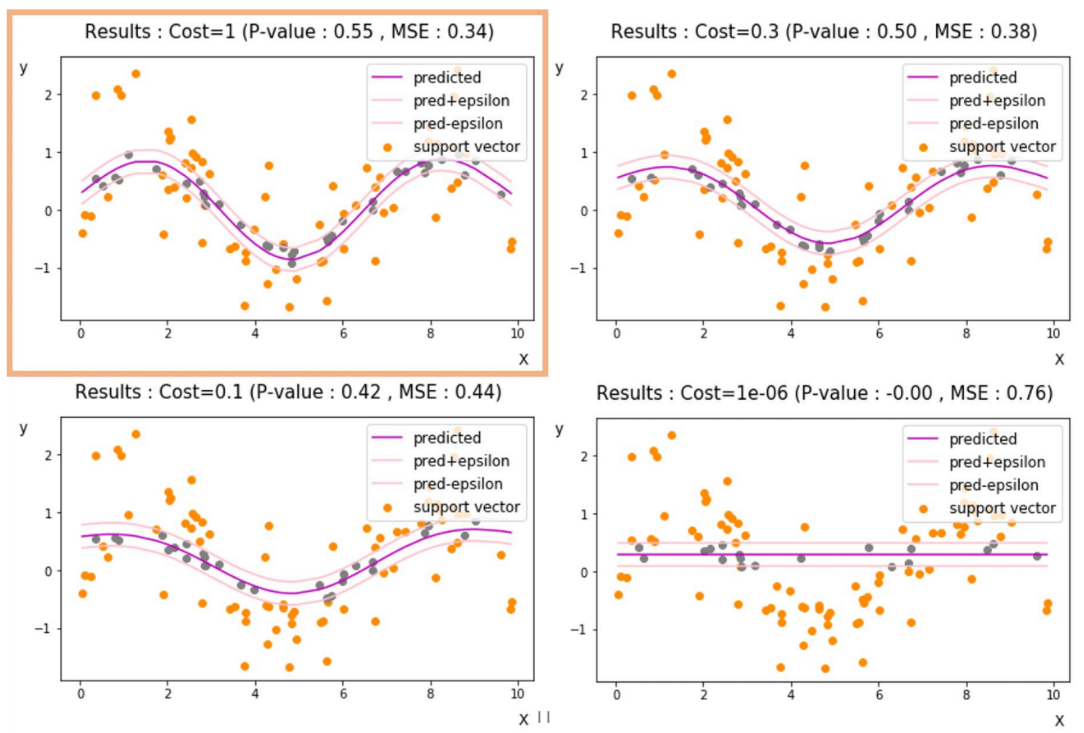 Results : Cost=1 (P-value : 0.55 , MSE : 0.34)
y
predicted
pred+epsilon
pred-epsilon
support vector
2
1
0
−1
0 2 4 6 8 10
X
Results : Cost=0.3 (P-value : 0.50 , MSE : 0.38)
y
predicted
pred+epsilon
pred-epsilon
support vector
2
1
0
−1
0 2 4 6 8 10
X
Results : Cost=0.1 (P-value : 0.42 , MSE : 0.44)
y
predicted
pred+epsilon
pred-epsilon
support vector
2
1
0
−1
0 2 4 6 8 10
X
Results : Cost=1e-06 (P-value : -0.00 , MSE : 0.76)
y
predicted
pred+epsilon
pred-epsilon
support vector
2
1
0
−1
0 2 4 6 8 10
X